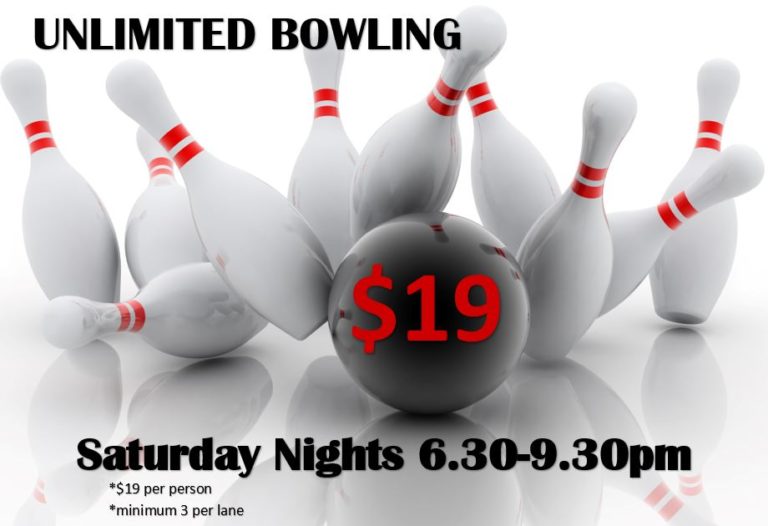 UNLIMITED BOWLING
$19
Saturday Nights 6.30-9.30pm
*$19 per person
*minimum 3 per lane